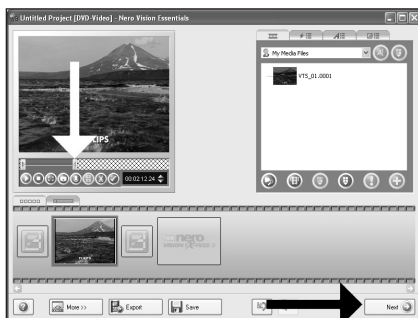 Untitled Project [DVD-Video] - Nero Vision Essentials
My Media Files
VTS_01.0001
00:02:12.24
nero
More >>
Export
Save
Next